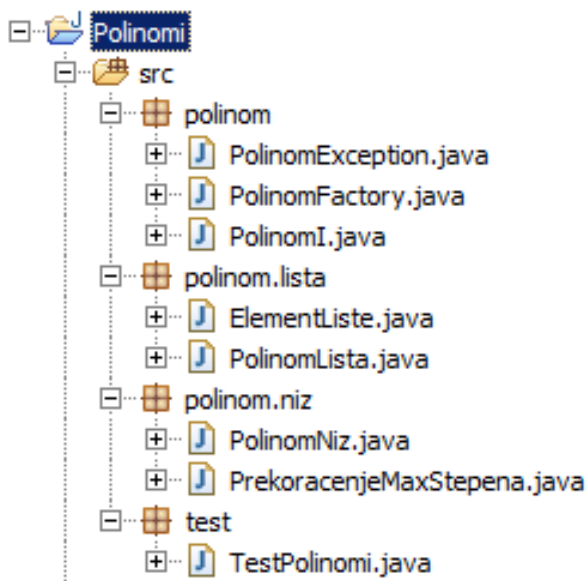 Polinomi
src
polinom
PolinomException.java
PolinomFactory.java
PolinomI.java
polinom.lista
ElementListe.java
PolinomLista.java
polinom.niz
PolinomNiz.java
PrekoracenjeMaxStepena.java
test
TestPolinomi.java